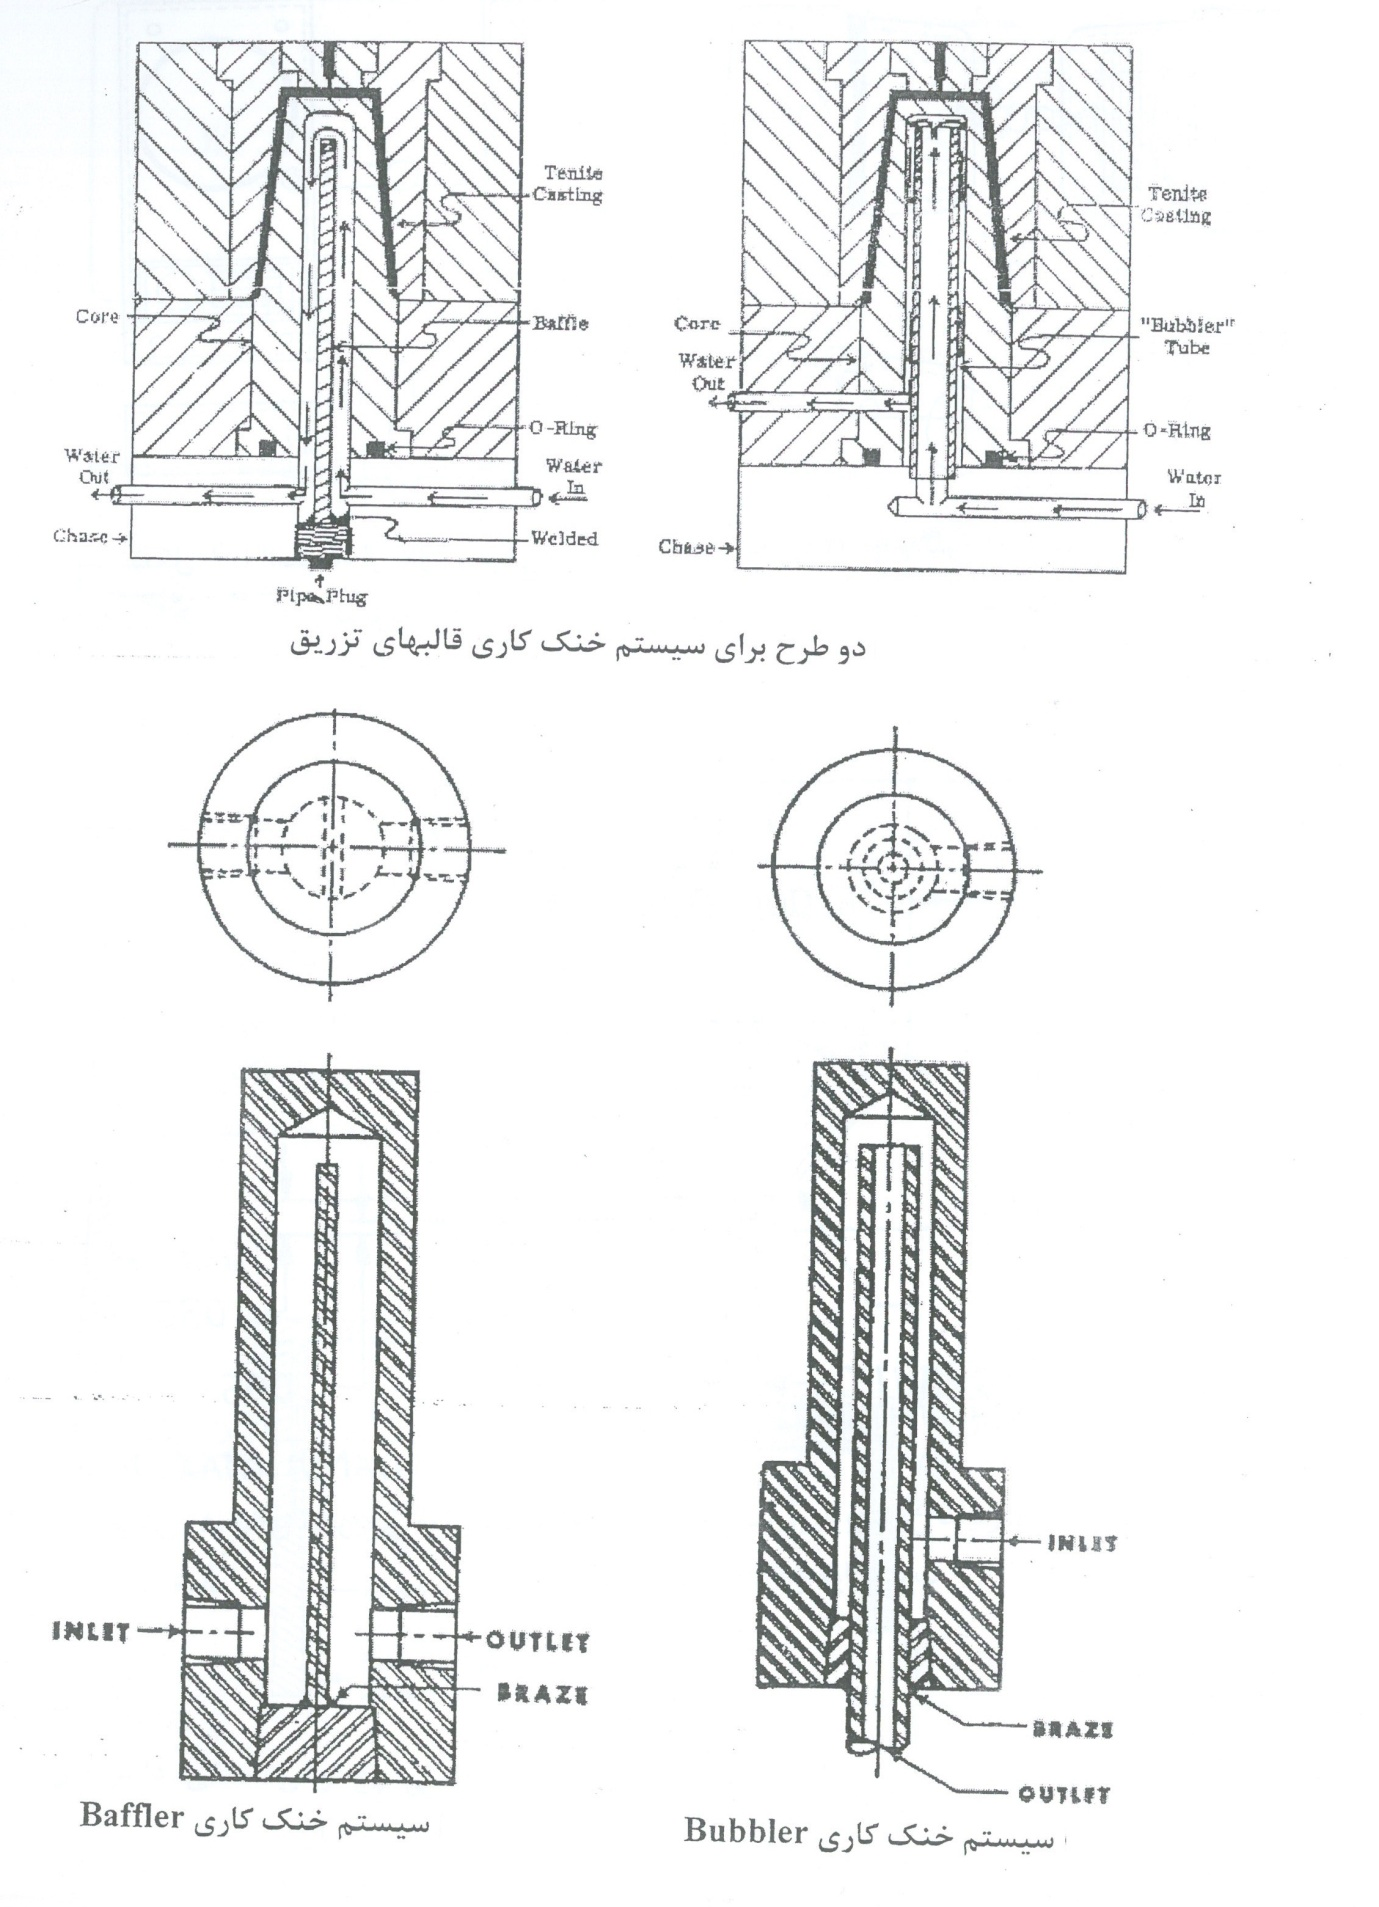 Tenite
Casting
Core
Baffle
O-Ring
Water
Out
Water
In
Chase
Welded
Pipe Plug
Tenite
Casting
Core
"Bubbler"
Tube
Water
Out
O-Ring
Water
In
Chase
دو طرح برای سیستم خنک کاری قالبهای تزریق
INLET
OUTLET
BRAZE
سیستم خنک کاری Baffler
INLET
BRAZE
OUTLET
سیستم خنک کاری Bubbler